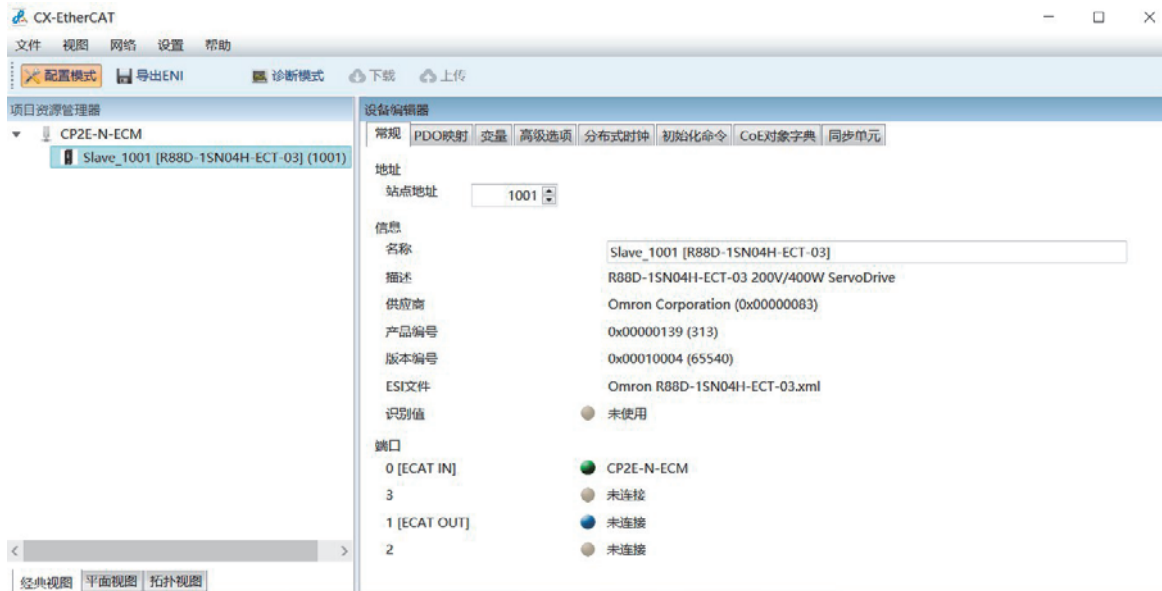 CX-EtherCAT
文件 视图 网络 设置 帮助
配置模式 导出ENI 诊断模式 下载 上传
项目资源管理器
CP2E-N-ECM
Slave_1001 [R88D-1SN04H-ECT-03] (1001)
经典视图 平面视图 拓扑视图
设备编辑器
常规 PDO映射 变量 高级选项 分布式时钟 初始化命令 CoE对象字典 同步单元
地址
站点地址 1001
信息
名称 Slave_1001 [R88D-1SN04H-ECT-03]
描述 R88D-1SN04H-ECT-03 200V/400W ServoDrive
供应商 Omron Corporation (0x00000083)
产品编号 0x00000139 (313)
版本编号 0x00010004 (65540)
ESI文件 Omron R88D-1SN04H-ECT-03.xml
识别值 未使用
端口
0 [ECAT IN] CP2E-N-ECM
3 未连接
1 [ECAT OUT] 未连接
2 未连接